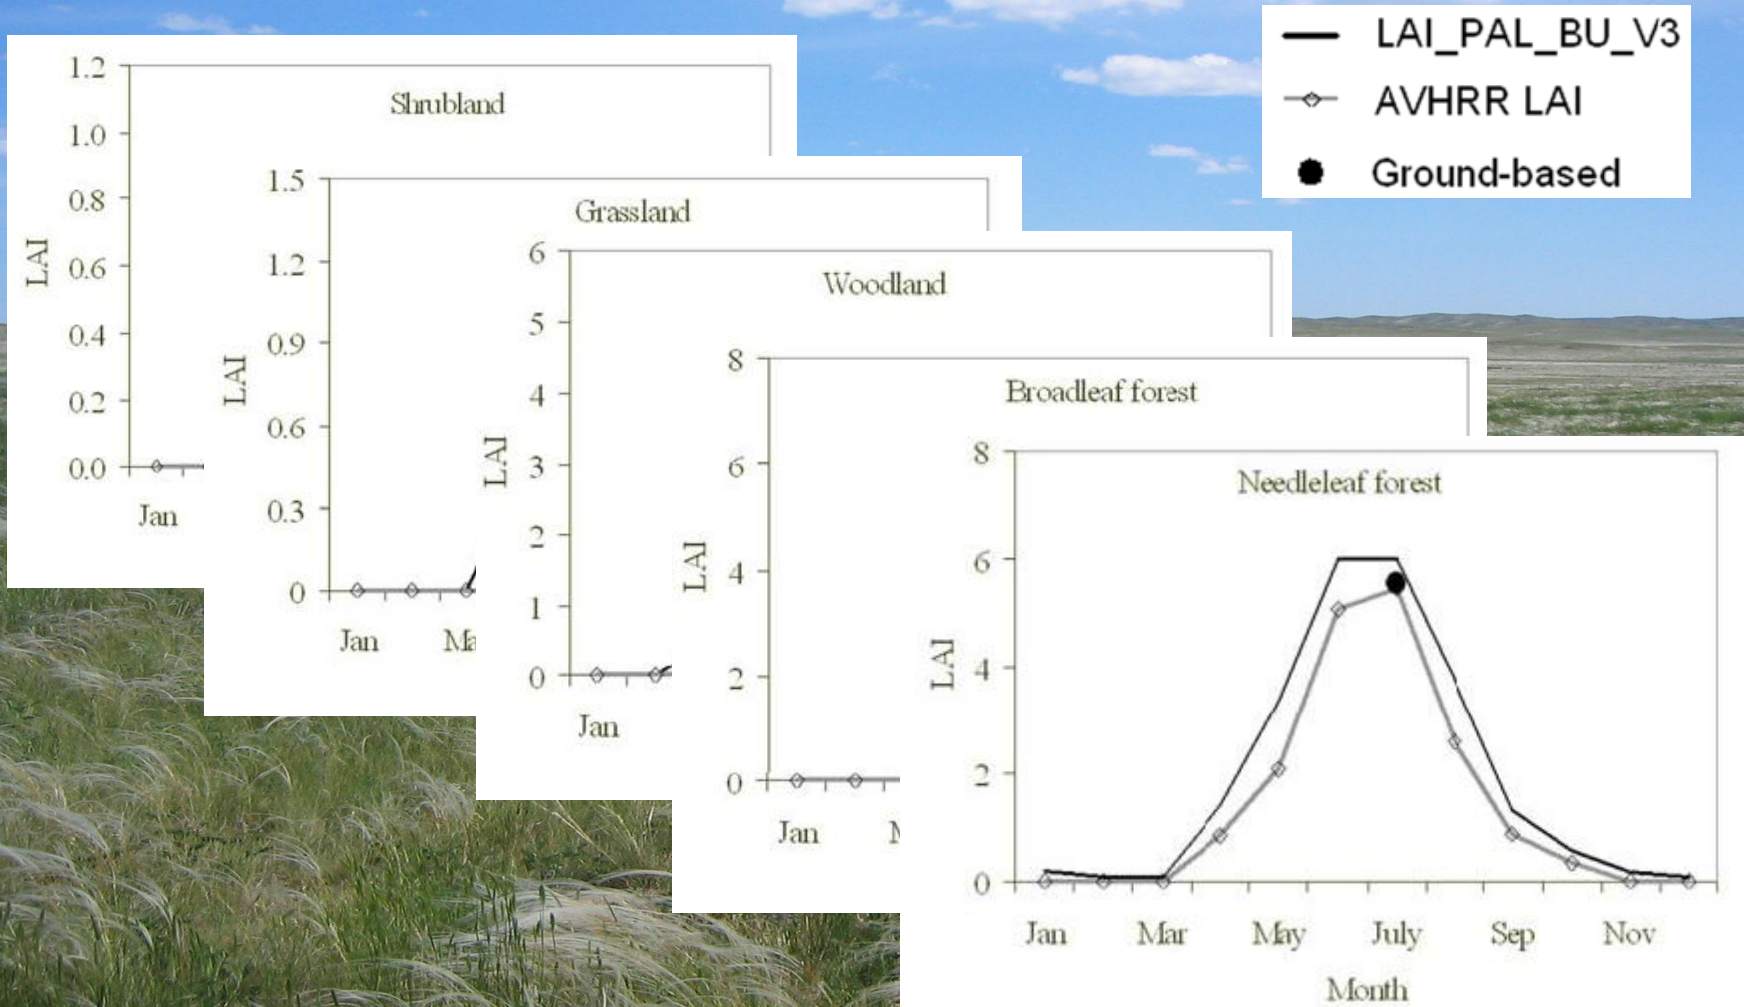 LAI_PAL_BU_V3
AVHRR LAI
Ground-based
Shrubland
LAI
1.2
1.0
0.8
0.6
0.4
0.2
0.0
Jan
Grassland
LAI
1.5
1.2
0.9
0.6
0.3
0
Jan Ma
Woodland
LAI
6
5
4
3
2
1
0
Jan
Broadleaf forest
LAI
8
6
4
2
0
Jan M
Needleleaf forest
LAI
8
6
4
2
0
Jan Mar May July Sep Nov
Month